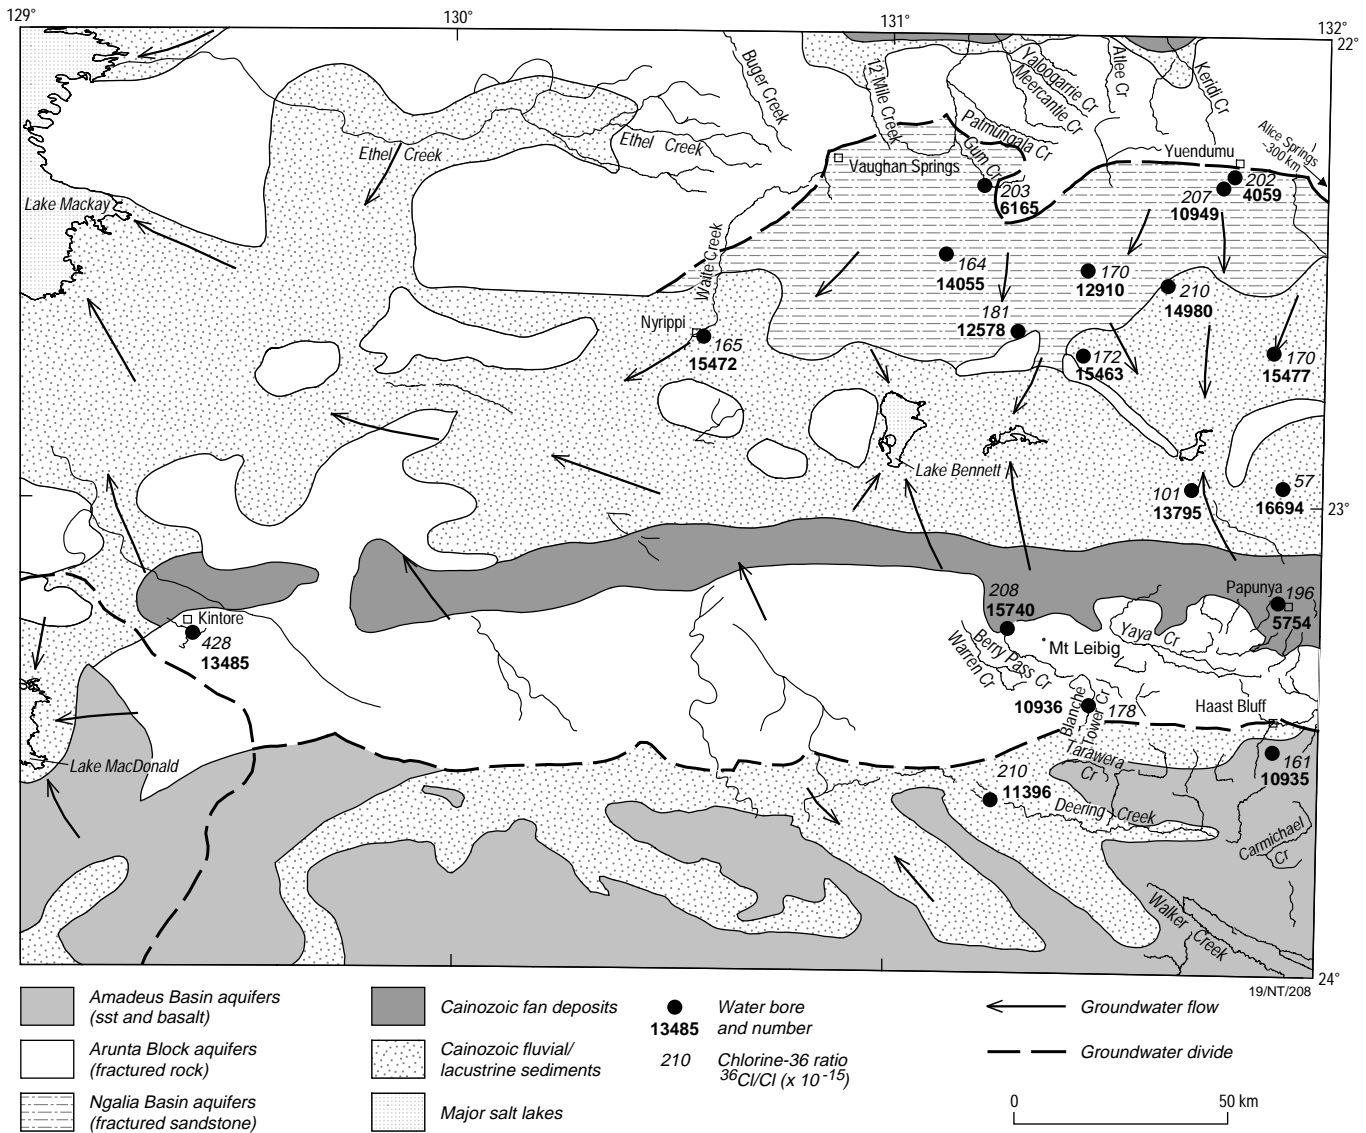 129°
130°
131°
132°
22°
Buger Creek
12 Mile Creek
Yaloogarrie Cr
Meercantie Cr
Atlee Cr
Keridi Cr
Ethel Creek
Ethel Creek
Patmungala Cr
Gum Cr
Vaughan Springs
Yuendumu
Alice Springs
~300 km
203
6165
202
4059
207
10949
Lake Mackay
Waite Creek
164
14055
170
12910
210
14980
181
12578
Nyrippi
165
15472
172
15463
170
15477
Lake Bennett
101
13795
57
16694
23°
Kintore
428
13485
208
15740
Papunya
196
5754
Berry Pass Cr
Warren Cr
Mt Leibig
Yaya Cr
10936
178
Blanche
Tower Cr
Haast Bluff
Tarawera
Cr
161
10935
Lake MacDonald
210
11396
Deering Creek
Carmichael
Cr
Walker Creek
24°
19/NT/208
Amadeus Basin aquifers
(sst and basalt)
Arunta Block aquifers
(fractured rock)
Ngalia Basin aquifers
(fractured sandstone)
Cainozoic fan deposits
Cainozoic fluvial/
lacustrine sediments
Major salt lakes
13485
Water bore
and number
210
Chlorine-36 ratio
³⁶Cl/Cl (x 10⁻¹⁵)
Groundwater flow
Groundwater divide
0
50 km